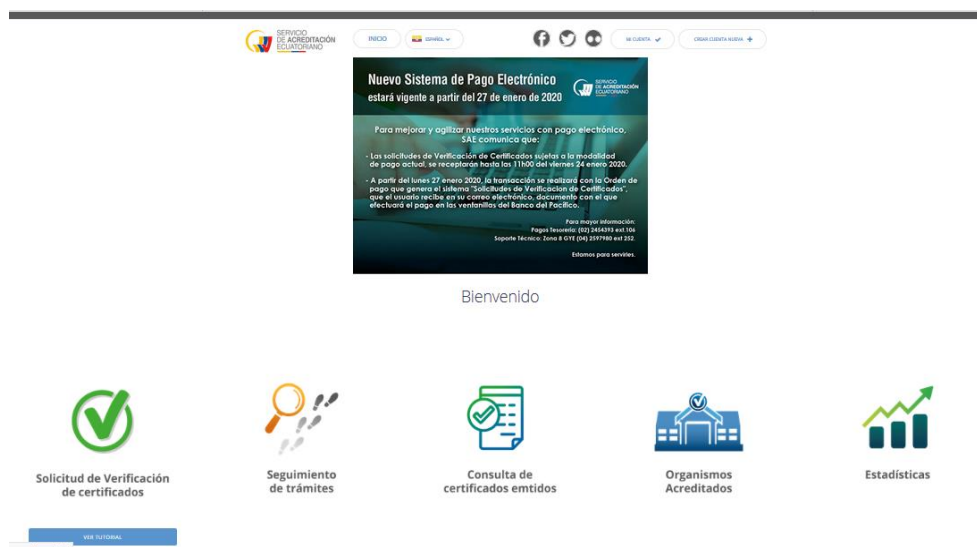 SERVICIO
DE ACREDITACIÓN
ECUATORIANO
INICIO
ESPAÑOL
MI CUENTA
CREAR CUENTA NUEVA
Nuevo Sistema de Pago Electrónico
estará vigente a partir del 27 de enero de 2020
SERVICIO
DE ACREDITACIÓN
ECUATORIANO
Para mejorar y agilizar nuestros servicios con pago electrónico,
SAE comunica que:
- Las solicitudes de Verificación de Certificados sujetas a la modalidad
de pago actual, se receptarán hasta las 11h00 del viernes 24 enero 2020.
- A partir del lunes 27 enero 2020, la transacción se realizará con la Orden de
pago que genera el sistema "Solicitudes de Verificacion de Certificados",
que el usuario recibe en su correo electrónico, documento con el que
efectuará el pago en las ventanillas del Banco del Pacífico.
Para mayor información:
Pagos Tesorería: (02) 2454393 ext.106
Soporte Técnico: Zona 8 GYE (04) 2597980 ext 252.
Estamos para servirles.
Bienvenido
Solicitud de Verificación
de certificados
Seguimiento
de trámites
Consulta de
certificados emtidos
Organismos
Acreditados
Estadísticas
VER TUTORIAL